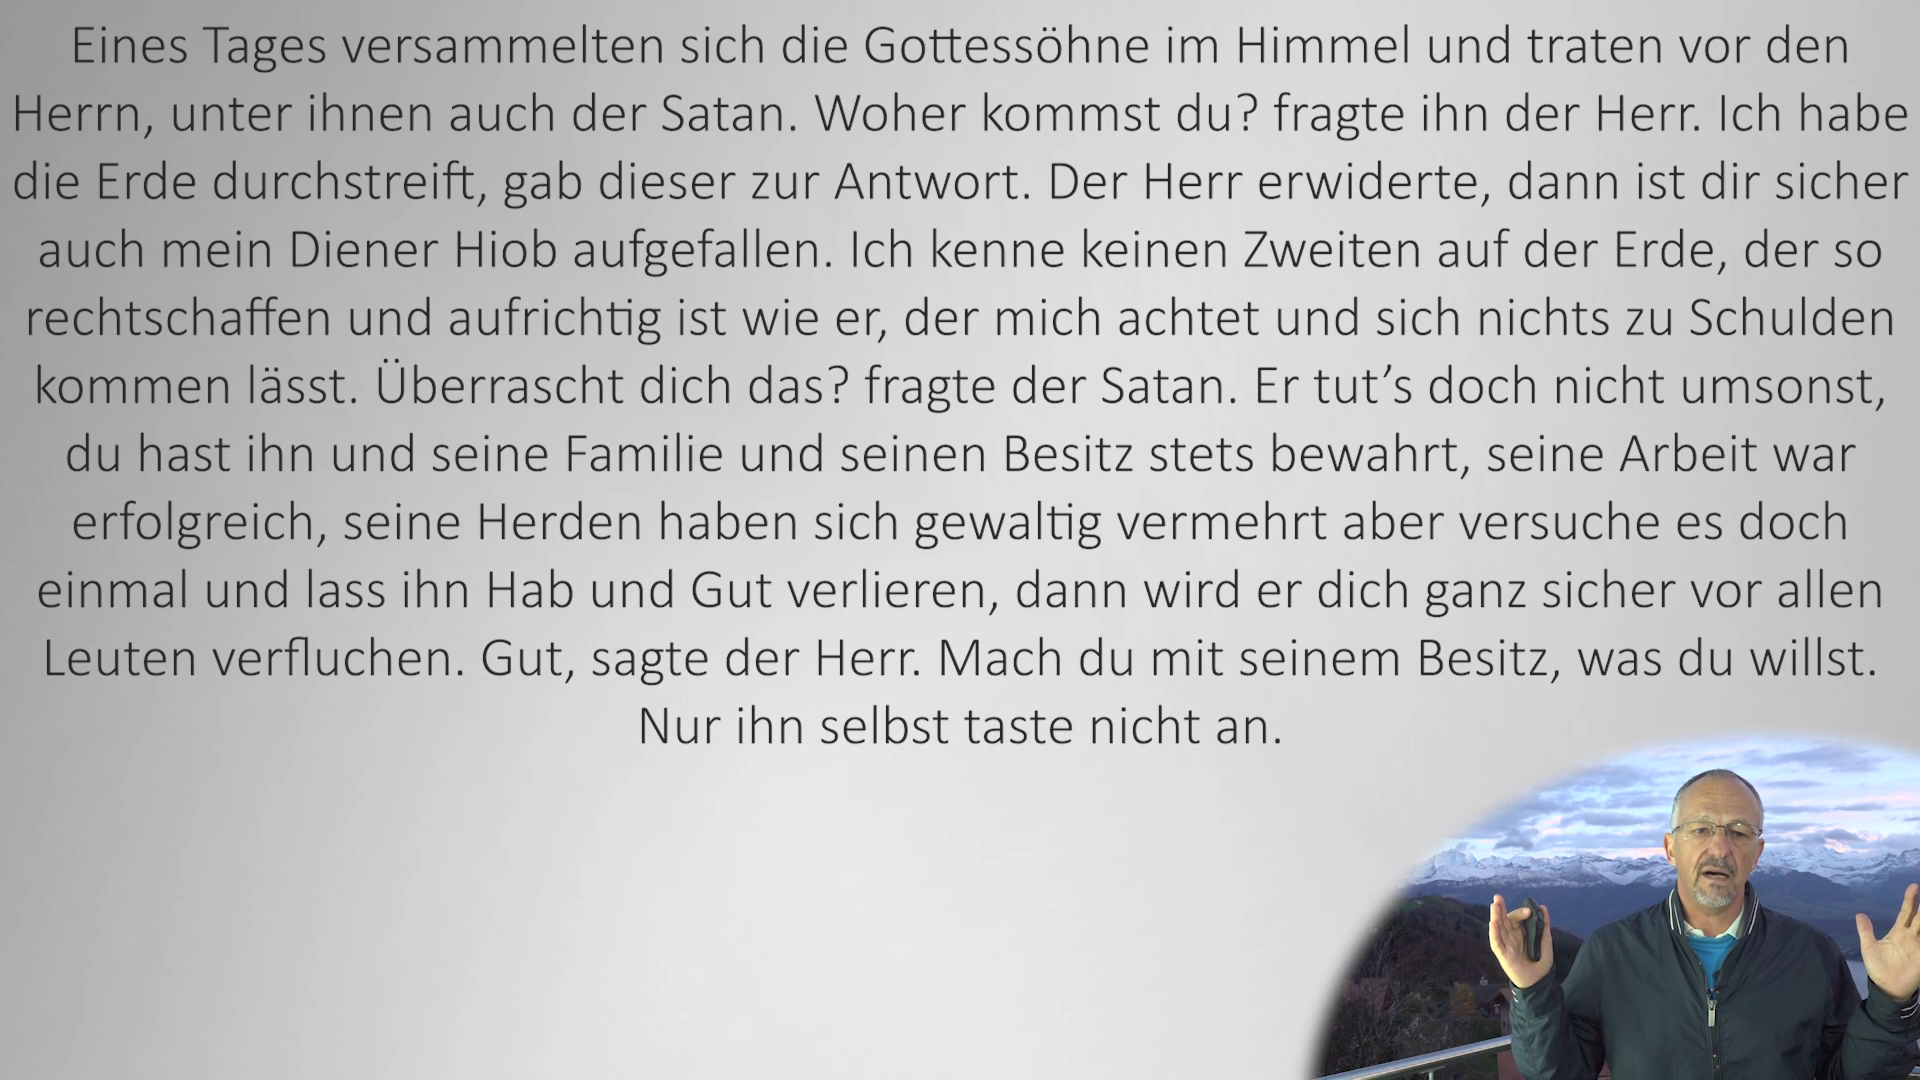 Eines Tages versammelten sich die Gottessöhne im Himmel und traten vor den
Herrn, unter ihnen auch der Satan. Woher kommst du? fragte ihn der Herr. Ich habe
die Erde durchstreift, gab dieser zur Antwort. Der Herr erwiderte, dann ist dir sicher
auch mein Diener Hiob aufgefallen. Ich kenne keinen Zweiten auf der Erde, der so
rechtschaffen und aufrichtig ist wie er, der mich achtet und sich nichts zu Schulden
kommen lässt. Überrascht dich das? fragte der Satan. Er tut’s doch nicht umsonst,
du hast ihn und seine Familie und seinen Besitz stets bewahrt, seine Arbeit war
erfolgreich, seine Herden haben sich gewaltig vermehrt aber versuche es doch
einmal und lass ihn Hab und Gut verlieren, dann wird er dich ganz sicher vor allen
Leuten verfluchen. Gut, sagte der Herr. Mach du mit seinem Besitz, was du willst.
Nur ihn selbst taste nicht an.